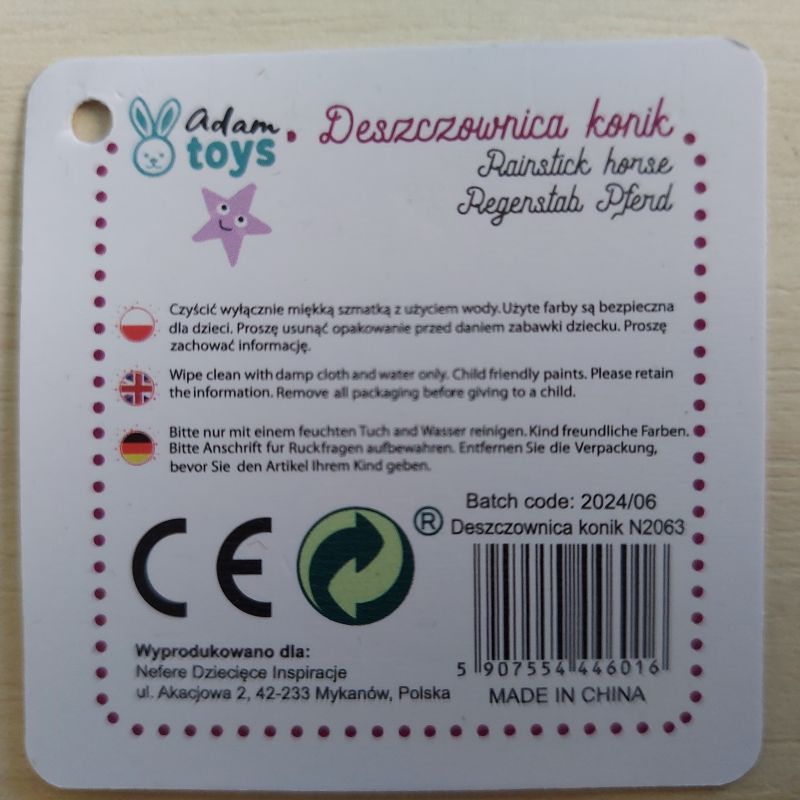 adam toys
Deszczownica konik
Rainstick horse
Regenstab Pferd
Czyścić wyłącznie miękką szmatką z użyciem wody. Użyte farby są bezpieczna
dla dzieci. Proszę usunąć opakowanie przed daniem zabawki dziecku. Proszę
zachować informację.
Wipe clean with damp cloth and water only. Child friendly paints. Please retain
the information. Remove all packaging before giving to a child.
Bitte nur mit einem feuchten Tuch and Wasser reinigen. Kind freundliche Farben.
Bitte Anschrift fur Ruckfragen aufbewahren. Entfernen Sie die Verpackung,
bevor Sie den Artikel Ihrem Kind geben.
CE
®
Batch code: 2024/06
Deszczownica konik N2063
5 907554 446016
MADE IN CHINA
Wyprodukowano dla:
Nefere Dziecięce Inspiracje
ul. Akacjowa 2, 42-233 Mykanów, Polska